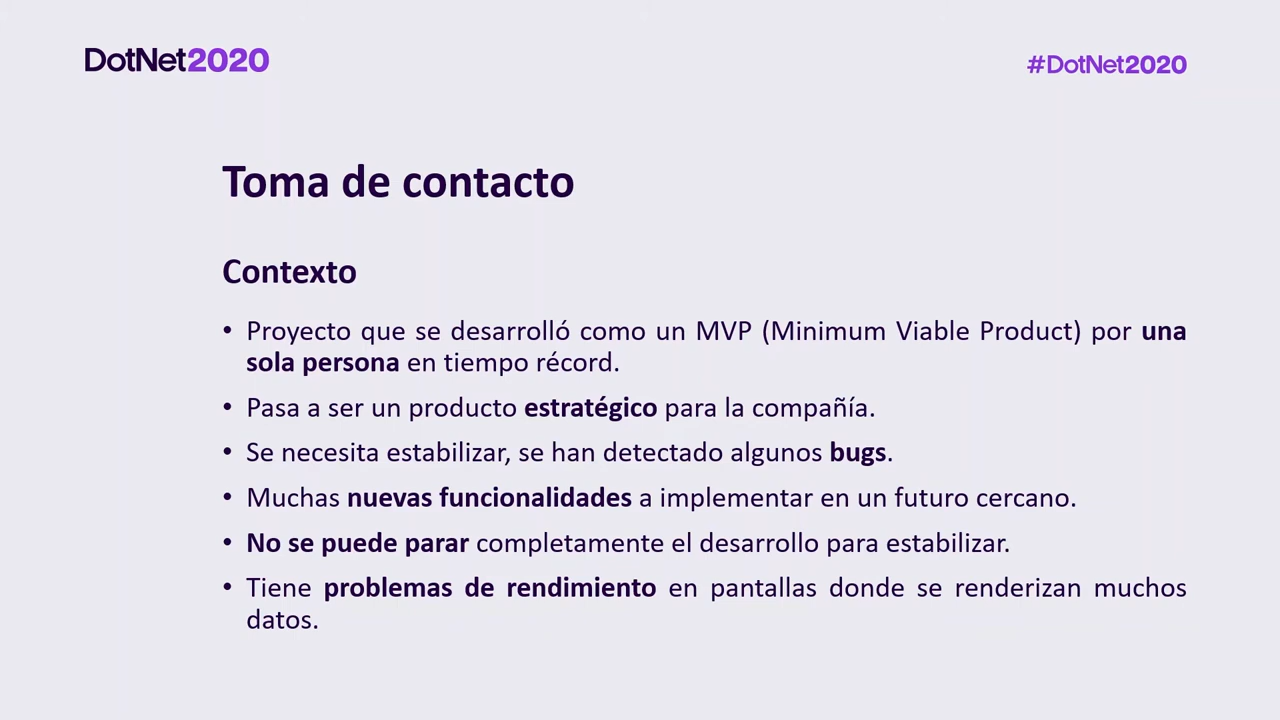 DotNet2020
#DotNet2020
Toma de contacto
Contexto
• Proyecto que se desarrolló como un MVP (Minimum Viable Product) por una
sola persona en tiempo récord.
• Pasa a ser un producto estratégico para la compañía.
• Se necesita estabilizar, se han detectado algunos bugs.
• Muchas nuevas funcionalidades a implementar en un futuro cercano.
• No se puede parar completamente el desarrollo para estabilizar.
• Tiene problemas de rendimiento en pantallas donde se renderizan muchos
datos.